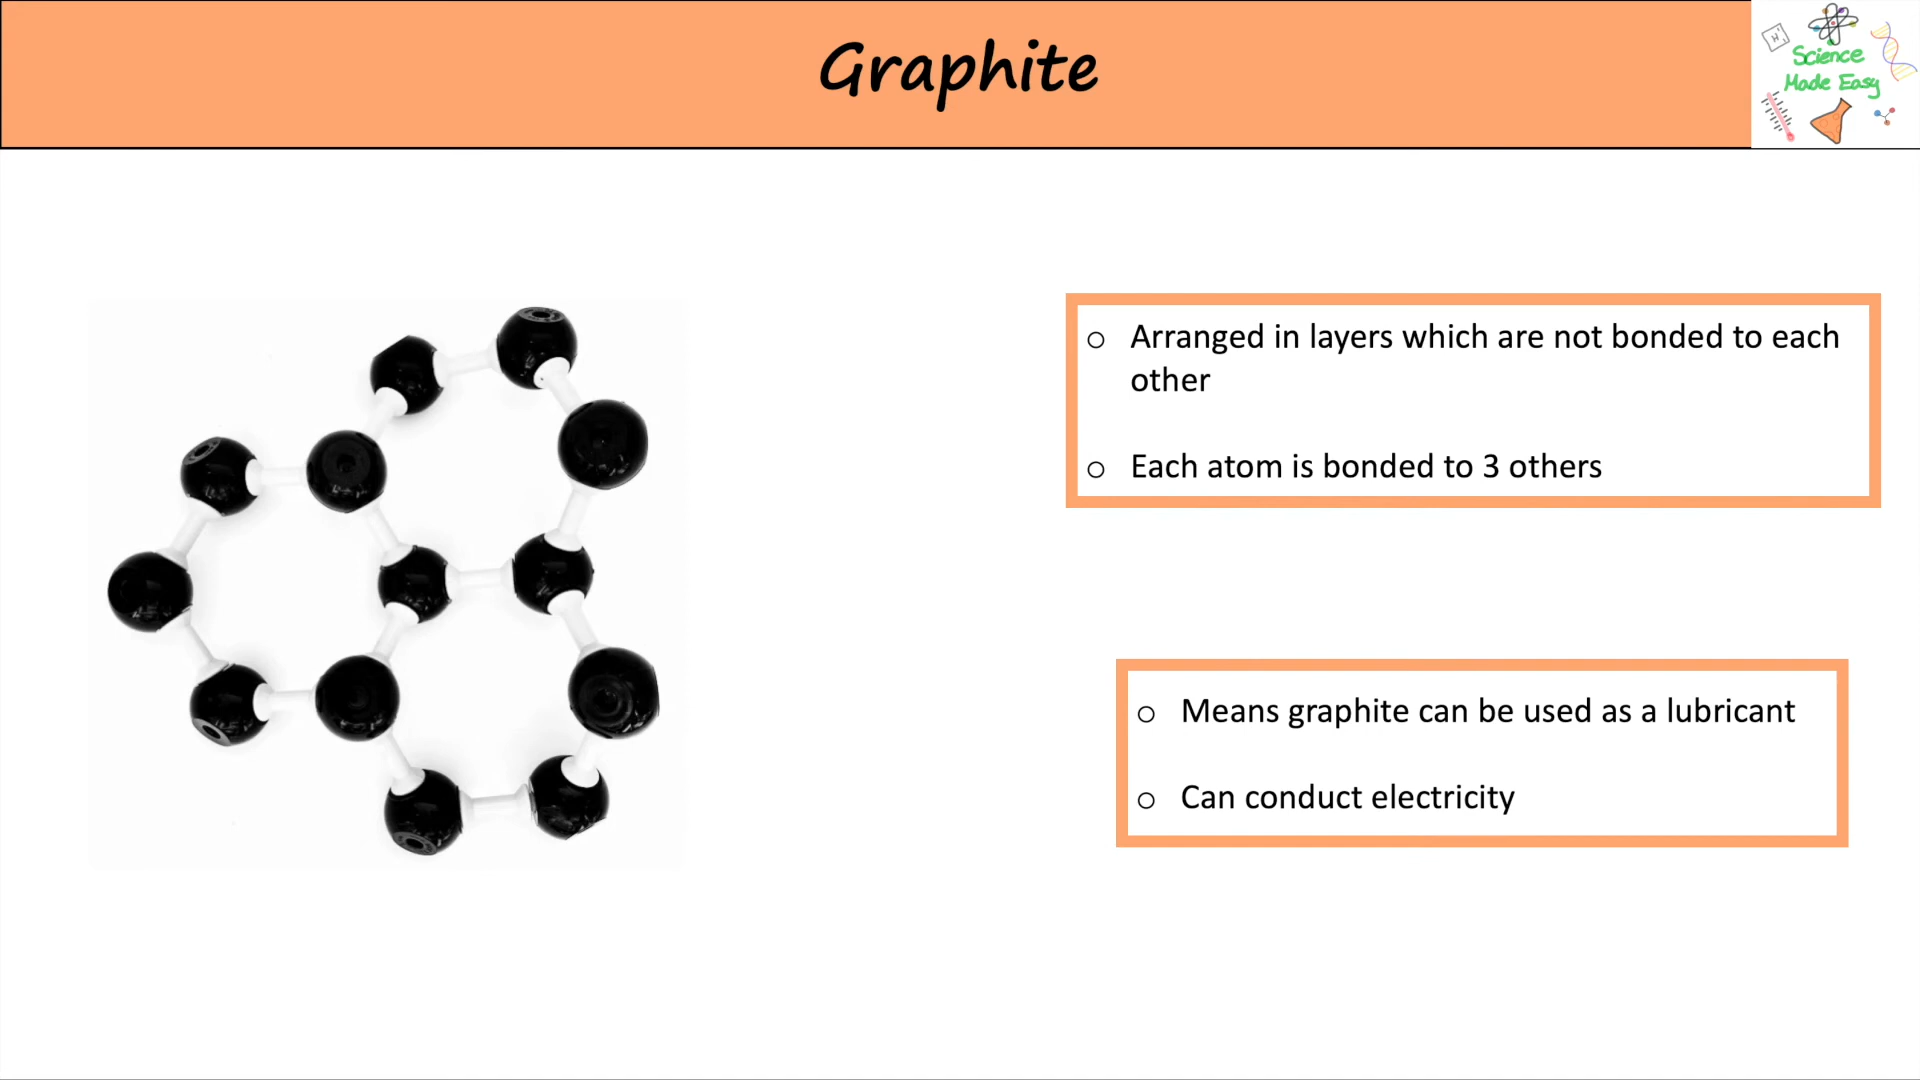 Graphite
Science
Made Easy
○ Arranged in layers which are not bonded to each
other
○ Each atom is bonded to 3 others
○ Means graphite can be used as a lubricant
○ Can conduct electricity